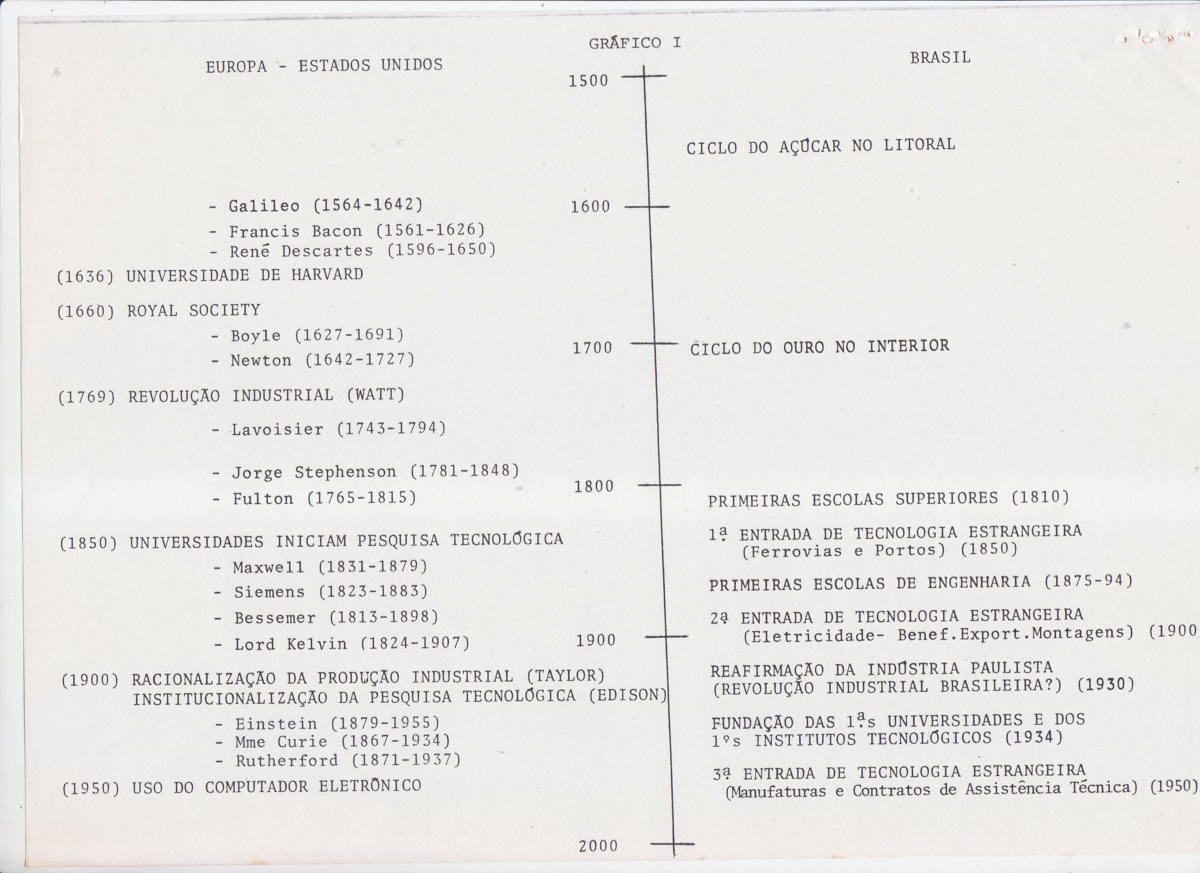 GRÁFICO I
EUROPA - ESTADOS UNIDOS
BRASIL
1500
CICLO DO AÇÚCAR NO LITORAL
- Galileo (1564-1642)
1600
- Francis Bacon (1561-1626)
- René Descartes (1596-1650)
(1636) UNIVERSIDADE DE HARVARD
(1660) ROYAL SOCIETY
- Boyle (1627-1691)
- Newton (1642-1727)
1700
CICLO DO OURO NO INTERIOR
(1769) REVOLUÇÃO INDUSTRIAL (WATT)
- Lavoisier (1743-1794)
- Jorge Stephenson (1781-1848)
- Fulton (1765-1815)
1800
PRIMEIRAS ESCOLAS SUPERIORES (1810)
1ª ENTRADA DE TECNOLOGIA ESTRANGEIRA
(Ferrovias e Portos) (1850)
(1850) UNIVERSIDADES INICIAM PESQUISA TECNOLÓGICA
- Maxwell (1831-1879)
- Siemens (1823-1883)
- Bessemer (1813-1898)
- Lord Kelvin (1824-1907)
PRIMEIRAS ESCOLAS DE ENGENHARIA (1875-94)
2ª ENTRADA DE TECNOLOGIA ESTRANGEIRA
(Eletricidade- Benef.Export.Montagens) (1900
1900
(1900) RACIONALIZAÇÃO DA PRODUÇÃO INDUSTRIAL (TAYLOR)
INSTITUCIONALIZAÇÃO DA PESQUISA TECNOLÓGICA (EDISON)
REAFIRMAÇÃO DA INDÚSTRIA PAULISTA
(REVOLUÇÃO INDUSTRIAL BRASILEIRA?) (1930)
- Einstein (1879-1955)
- Mme Curie (1867-1934)
- Rutherford (1871-1937)
FUNDAÇÃO DAS 1ª.s UNIVERSIDADES E DOS
1ºs INSTITUTOS TECNOLÓGICOS (1934)
(1950) USO DO COMPUTADOR ELETRÔNICO
3ª ENTRADA DE TECNOLOGIA ESTRANGEIRA
(Manufaturas e Contratos de Assistência Técnica) (1950)
2000